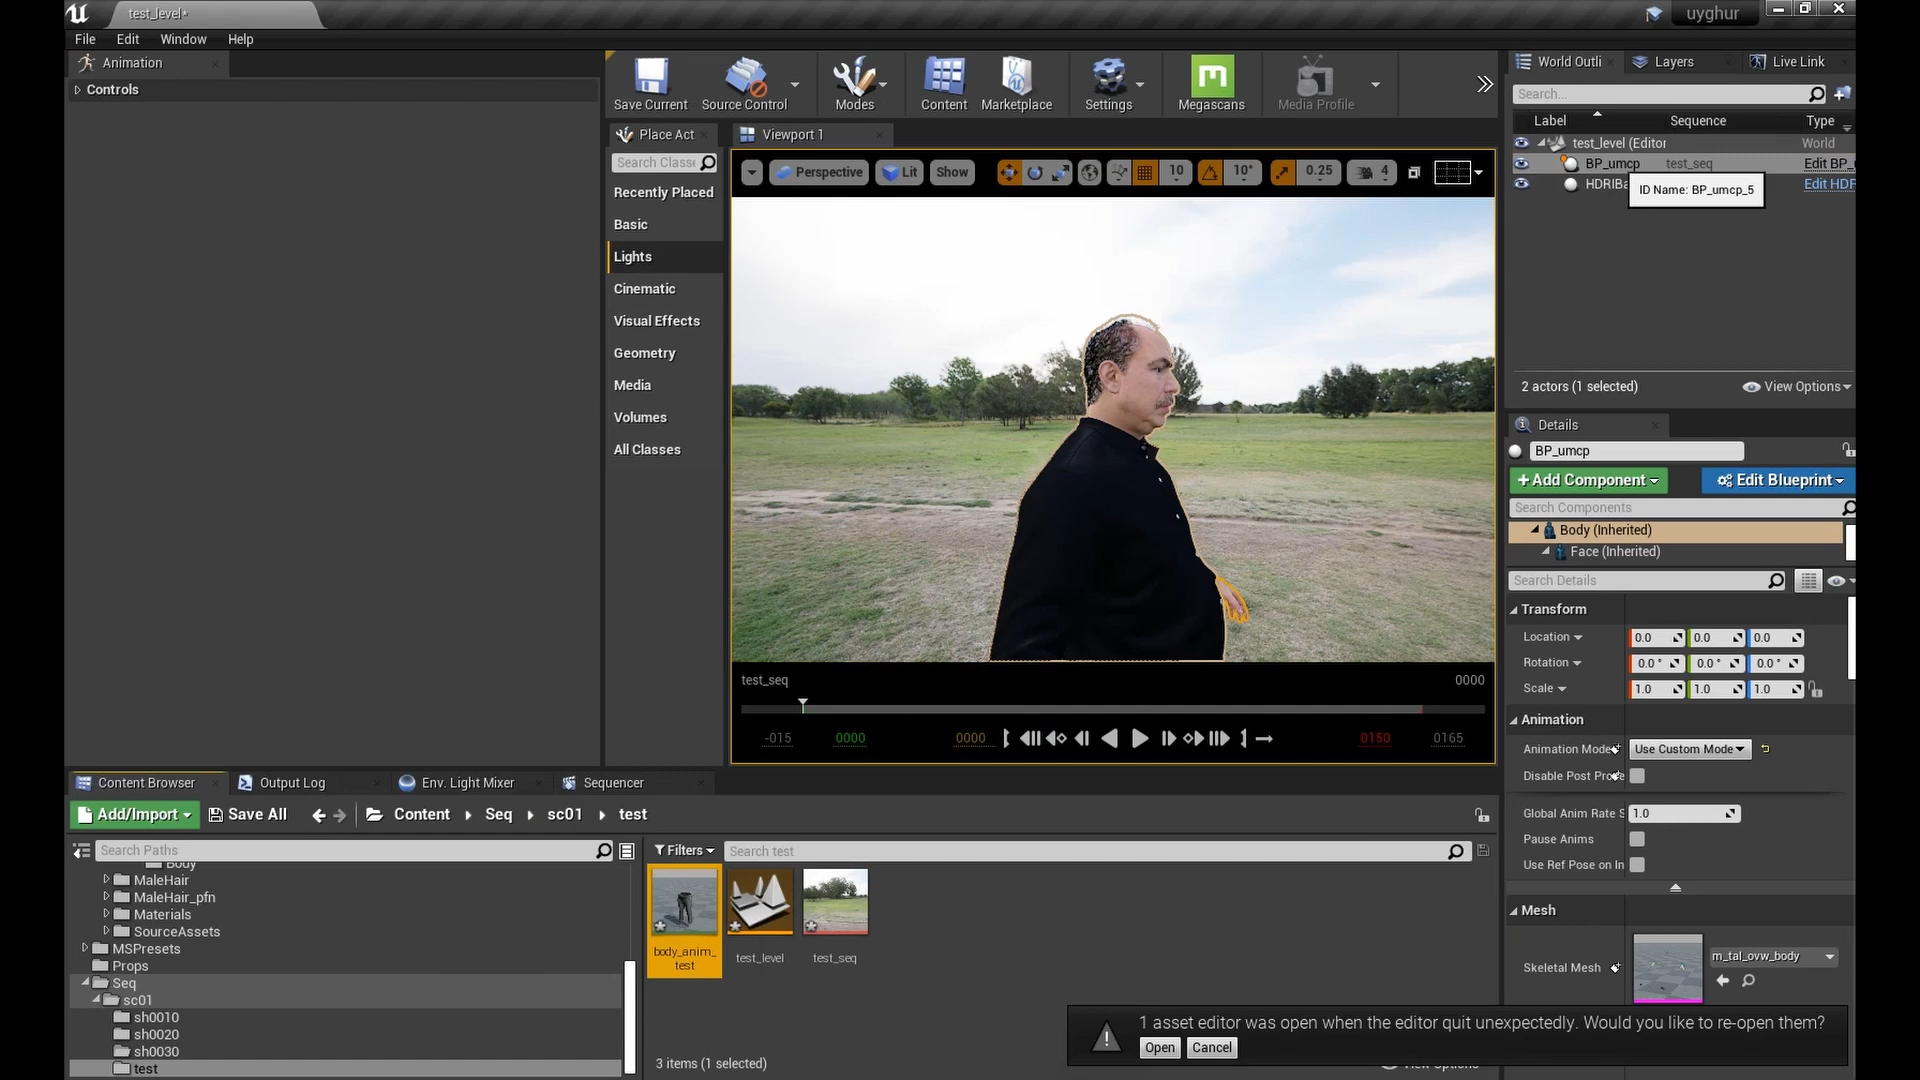 test_level*
uyghur
File Edit Window Help
Animation
Controls
Save Current
Source Control
Modes
Content
Marketplace
Settings
Megascans
Media Profile
Place Act
Search Classe
Recently Placed
Basic
Lights
Cinematic
Visual Effects
Geometry
Media
Volumes
All Classes
Viewport 1
Perspective Lit Show 10 10° 0.25 4
test_seq 0000
-015 0000 0000 0150 0165
World Outli Layers Live Link
Search...
Label Sequence Type
test_level (Editor World
BP_umcp test_seq Edit BP_u
HDRIBa Edit HDR
ID Name: BP_umcp_5
2 actors (1 selected) View Options
Details
BP_umcp
+Add Component Edit Blueprint
Search Components
Body (Inherited)
Face (Inherited)
Search Details
Transform
Location 0.0 0.0 0.0
Rotation 0.0 ° 0.0 ° 0.0 °
Scale 1.0 1.0 1.0
Animation
Animation Mode Use Custom Mode
Disable Post Proce
Global Anim Rate S 1.0
Pause Anims
Use Ref Pose on In
Mesh
Skeletal Mesh m_tal_ovw_body
Content Browser Output Log Env. Light Mixer Sequencer
Add/Import Save All Content Seq sc01 test
Search Paths
Body
MaleHair
MaleHair_pfn
Materials
SourceAssets
MSPresets
Props
Seq
sc01
sh0010
sh0020
sh0030
test
Filters Search test
body_anim_
test
test_level
test_seq
3 items (1 selected)
View Options
1 asset editor was open when the editor quit unexpectedly. Would you like to re-open them?
Open Cancel